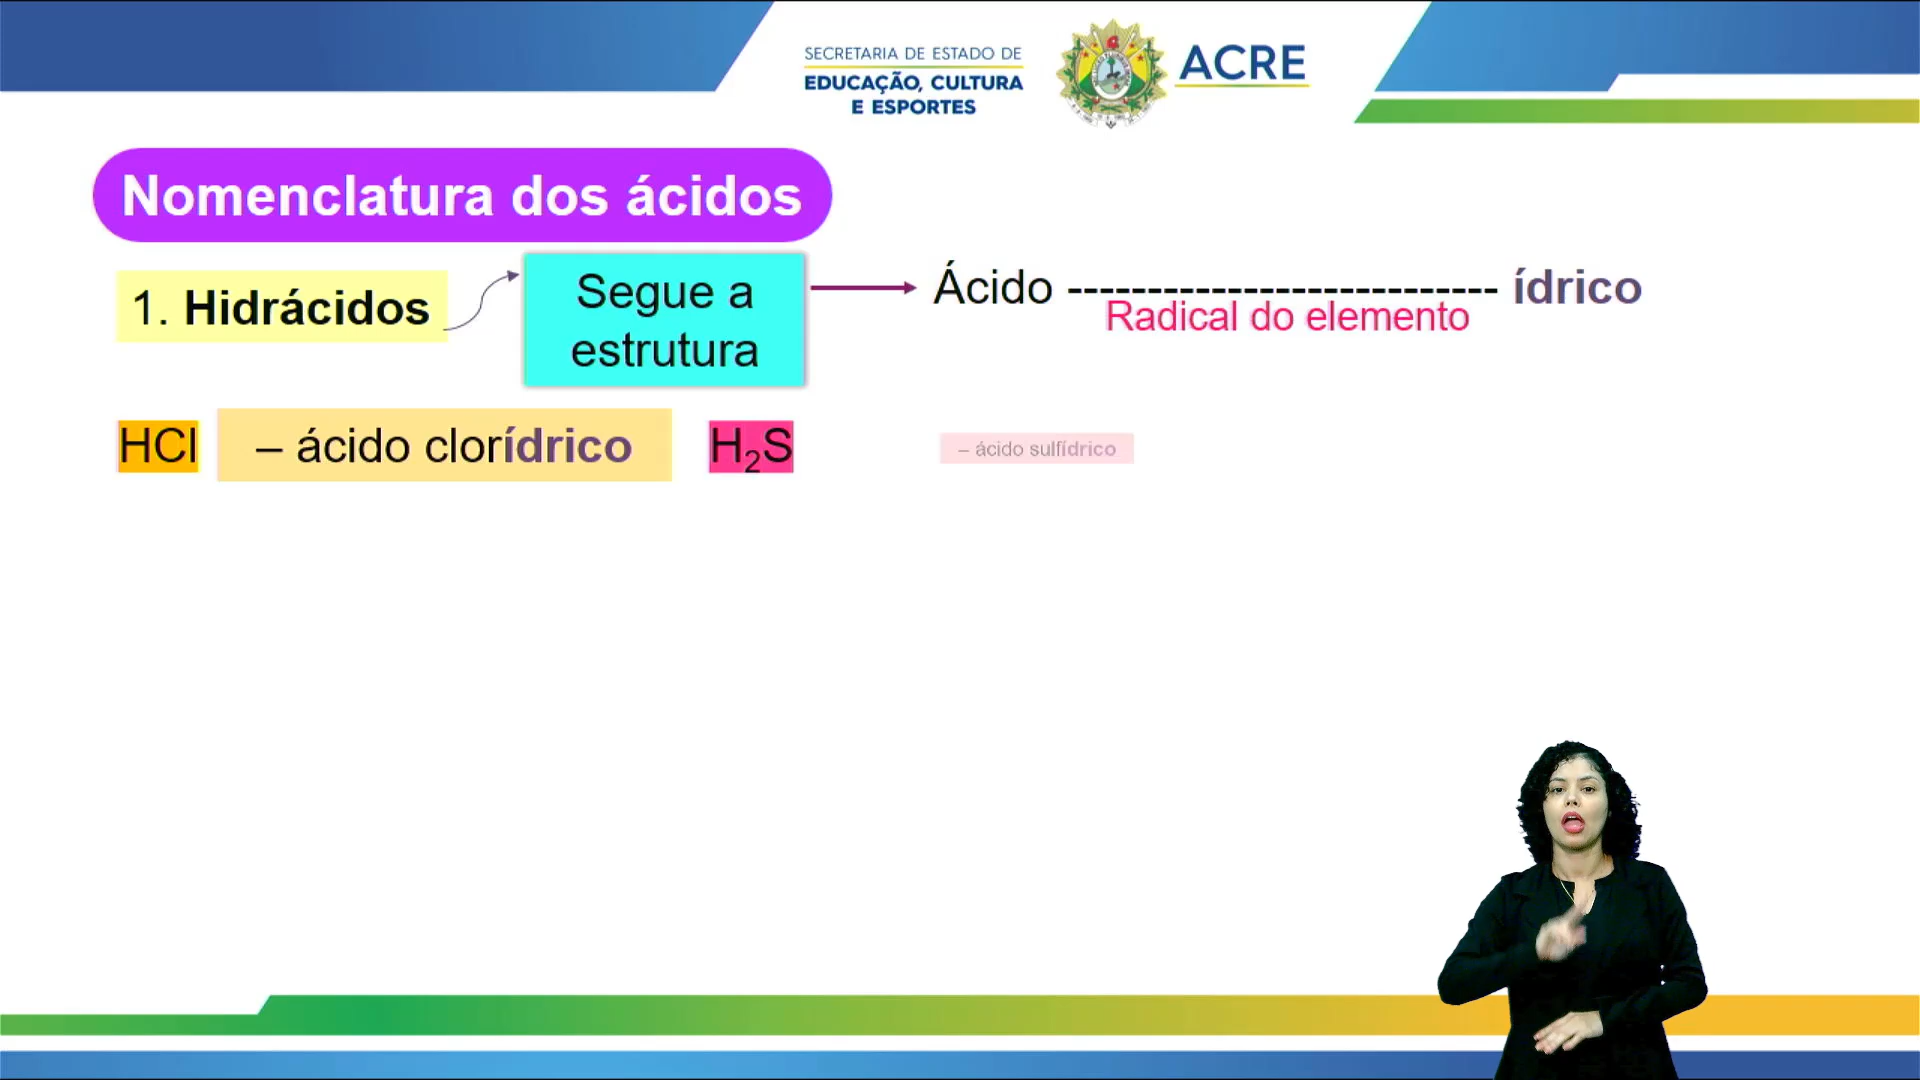 SECRETARIA DE ESTADO DE
EDUCAÇÃO, CULTURA
E ESPORTES
ACRE
Nomenclatura dos ácidos
1. Hidrácidos
Segue a
estrutura
Ácido --------------------------- ídrico
Radical do elemento
HCl – ácido clorídrico H₂S – ácido sulfídrico